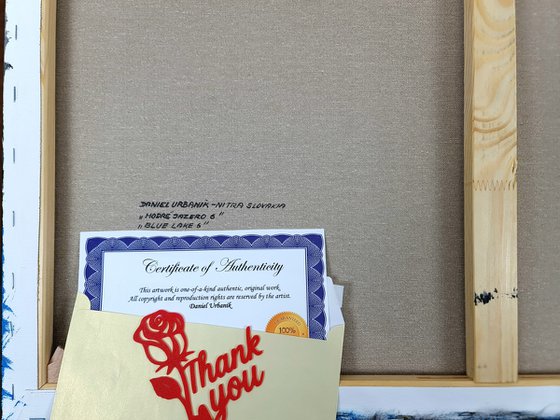 DANIEL URBANIK - NITRA SLOVAKIA
„MODRÉ JAZERO 6"
„BLUE LAKE 6"
Certificate of Authenticity
This artwork is one-of-a-kind authentic, original work.
All copyright and reproduction rights are reserved by the artist.
Daniel Urbanik
100%
Thank
you